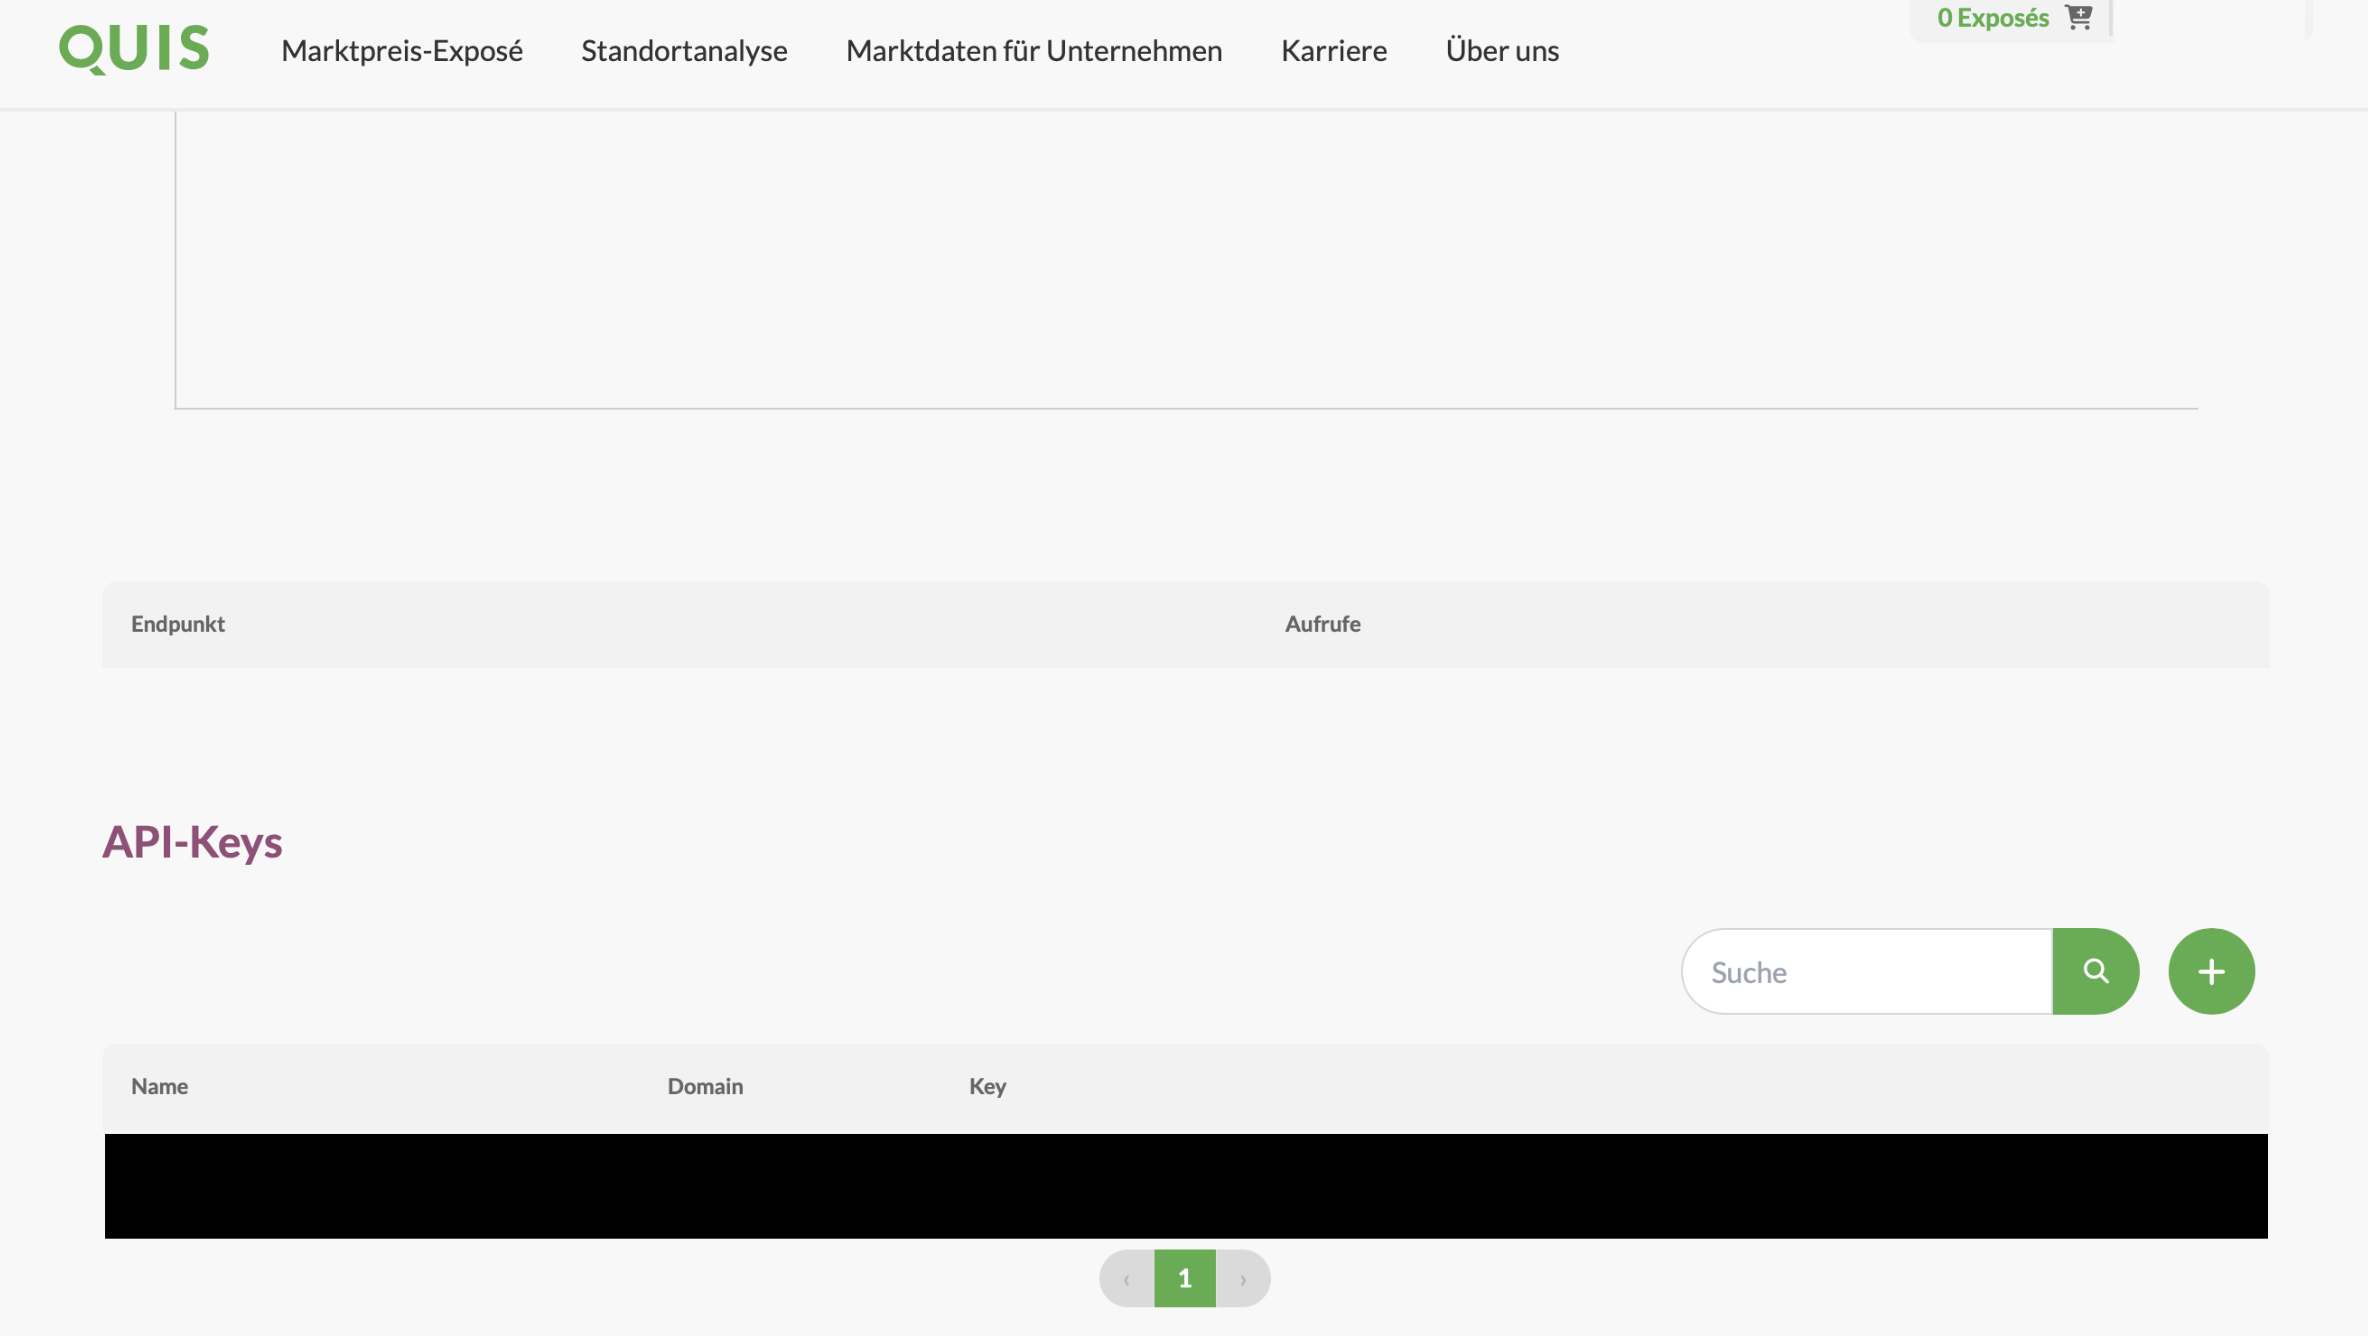 QUIS
Marktpreis-Exposé
Standortanalyse
Marktdaten für Unternehmen
Karriere
Über uns
0 Exposés
Endpunkt
Aufrufe
API-Keys
Suche
Name
Domain
Key
‹ 1 ›